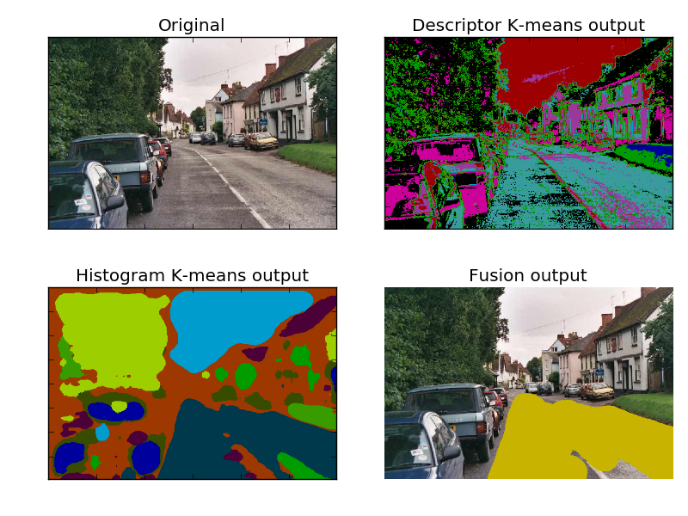 Original
Descriptor K-means output
Histogram K-means output
Fusion output